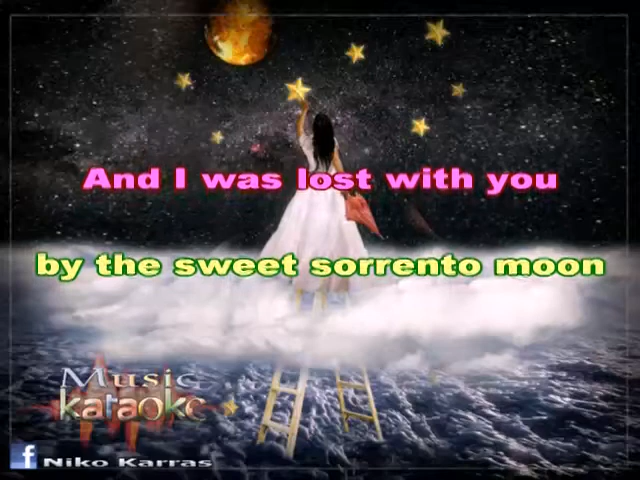 And I was lost with you
by the sweet sorrento moon
Music
karaoke
f Niko Karras